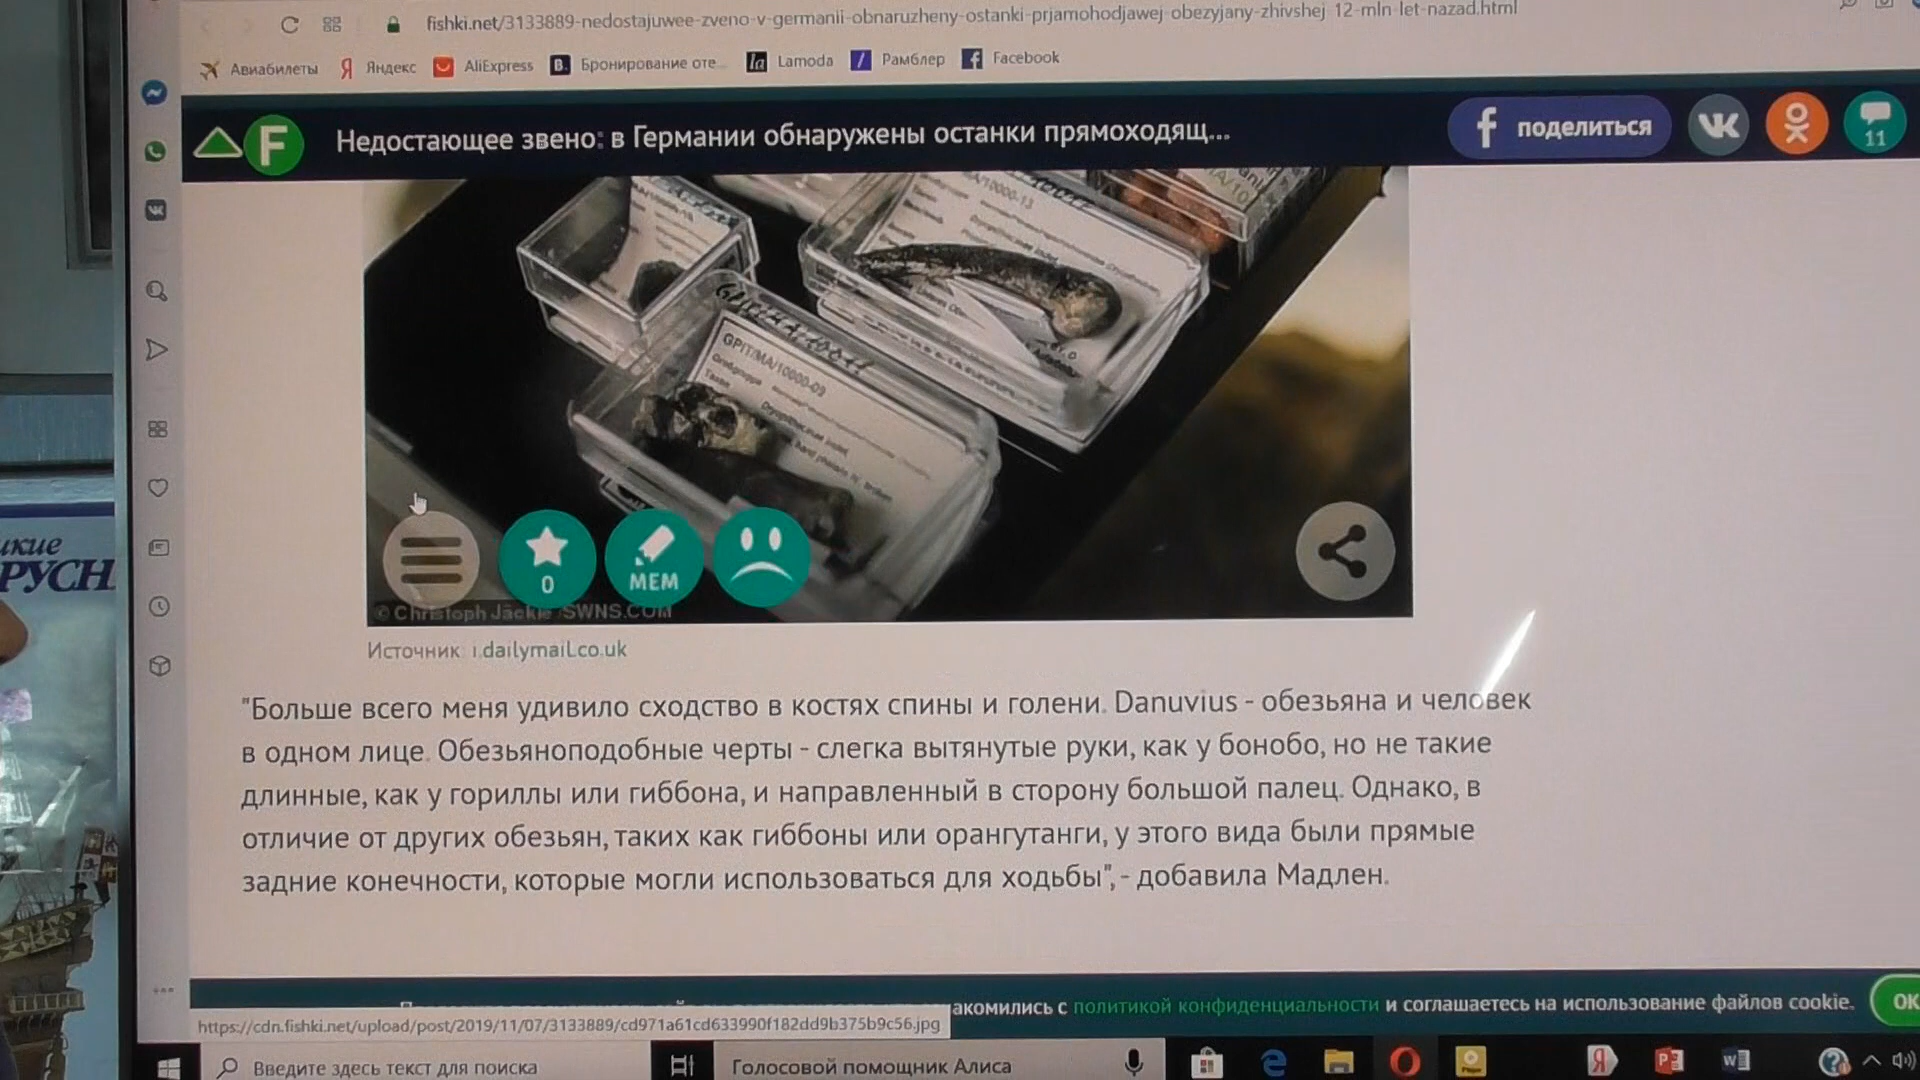 fishki.net/3133889-nedostajuwee-zveno-v-germanii-obnaruzheny-ostanki-prjamohodjawej-obezyjany-zhivshej-12-mln-let-nazad.html
Авиабилеты Яндекс AliExpress Бронирование оте... Lamoda Рамблер Facebook
F Недостающее звено: в Германии обнаружены останки прямоходящ... поделиться 11
GPIT/MA/10000-09
0 МЕМ
© Christoph Jäckle /SWNS.COM
Источник: i.dailymail.co.uk
"Больше всего меня удивило сходство в костях спины и голени. Danuvius - обезьяна и человек
в одном лице. Обезьяноподобные черты - слегка вытянутые руки, как у бонобо, но не такие
длинные, как у гориллы или гиббона, и направленный в сторону большой палец. Однако, в
отличие от других обезьян, таких как гиббоны или орангутанги, у этого вида были прямые
задние конечности, которые могли использоваться для ходьбы", - добавила Мадлен.
акомились с политикой конфиденциальности и соглашаетесь на использование файлов cookie. ОК
https://cdn.fishki.net/upload/post/2019/11/07/3133889/cd971a61cd633990f182dd9b375b9c56.jpg
Введите здесь текст для поиска Голосовой помощник Алиса